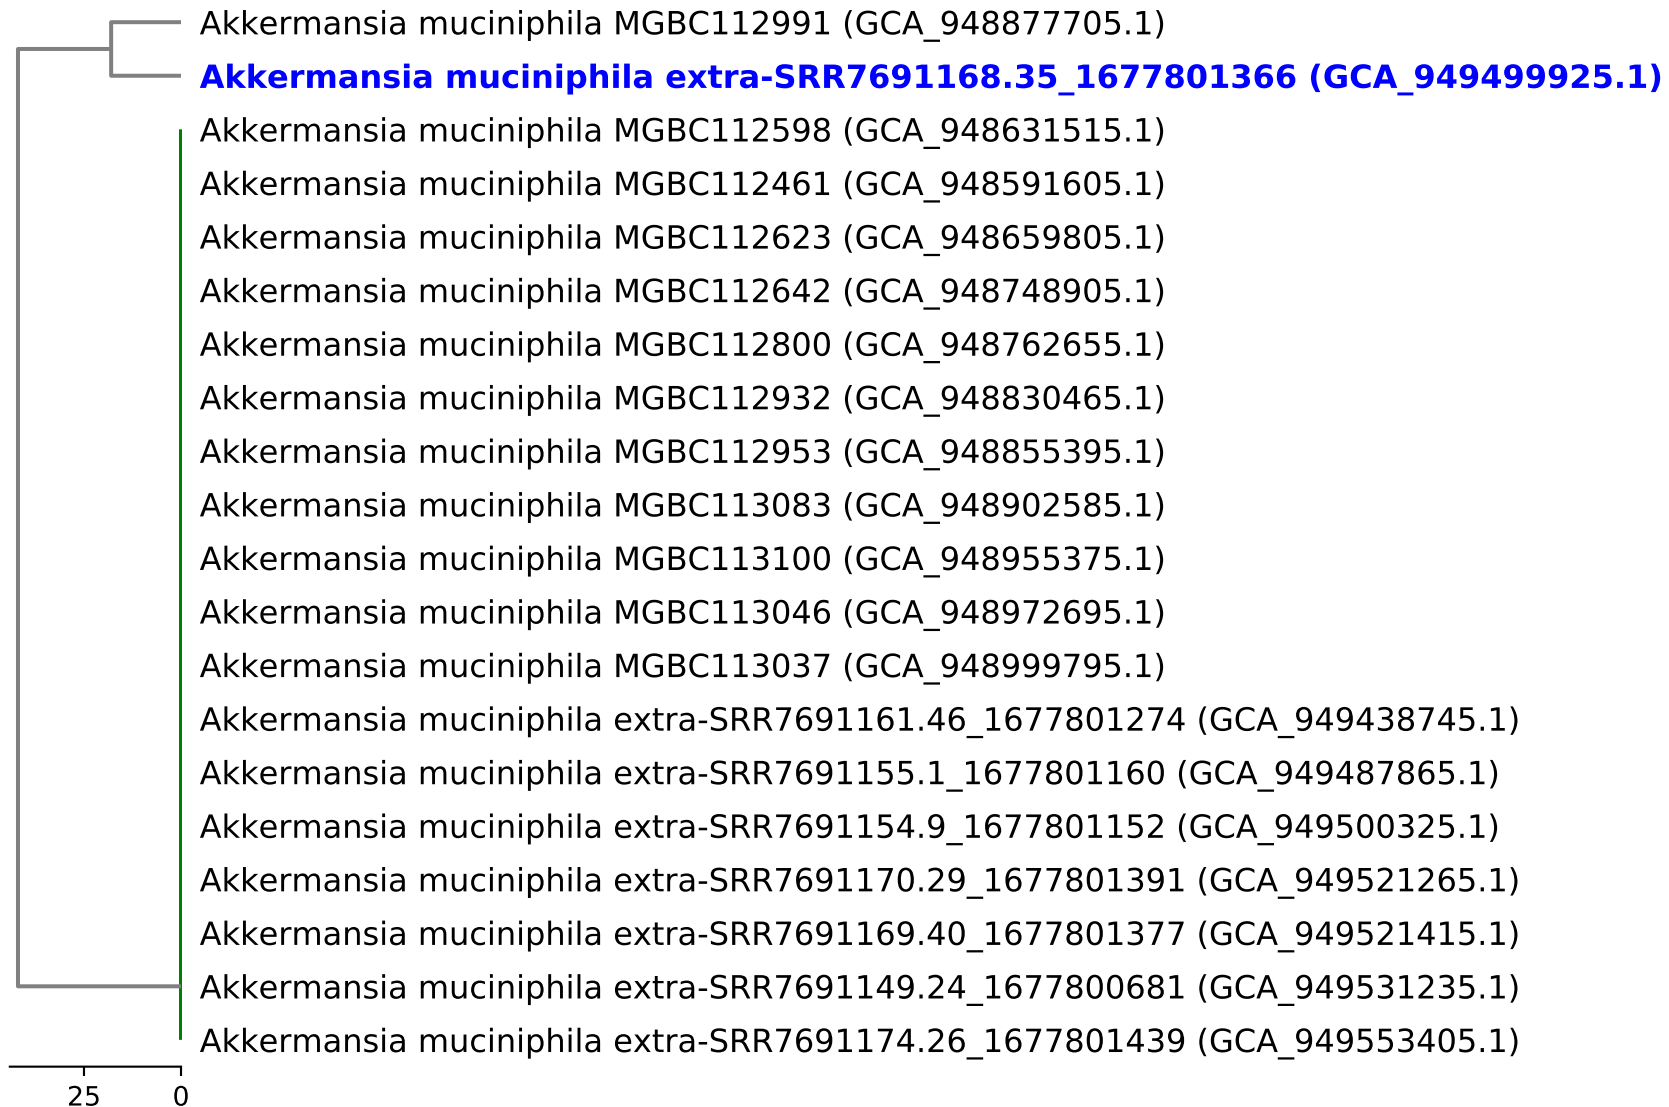 Akkermansia muciniphila MGBC112991 (GCA_948877705.1)
Akkermansia muciniphila extra-SRR7691168.35_1677801366 (GCA_949499925.1)
Akkermansia muciniphila MGBC112598 (GCA_948631515.1)
Akkermansia muciniphila MGBC112461 (GCA_948591605.1)
Akkermansia muciniphila MGBC112623 (GCA_948659805.1)
Akkermansia muciniphila MGBC112642 (GCA_948748905.1)
Akkermansia muciniphila MGBC112800 (GCA_948762655.1)
Akkermansia muciniphila MGBC112932 (GCA_948830465.1)
Akkermansia muciniphila MGBC112953 (GCA_948855395.1)
Akkermansia muciniphila MGBC113083 (GCA_948902585.1)
Akkermansia muciniphila MGBC113100 (GCA_948955375.1)
Akkermansia muciniphila MGBC113046 (GCA_948972695.1)
Akkermansia muciniphila MGBC113037 (GCA_948999795.1)
Akkermansia muciniphila extra-SRR7691161.46_1677801274 (GCA_949438745.1)
Akkermansia muciniphila extra-SRR7691155.1_1677801160 (GCA_949487865.1)
Akkermansia muciniphila extra-SRR7691154.9_1677801152 (GCA_949500325.1)
Akkermansia muciniphila extra-SRR7691170.29_1677801391 (GCA_949521265.1)
Akkermansia muciniphila extra-SRR7691169.40_1677801377 (GCA_949521415.1)
Akkermansia muciniphila extra-SRR7691149.24_1677800681 (GCA_949531235.1)
Akkermansia muciniphila extra-SRR7691174.26_1677801439 (GCA_949553405.1)
25 0